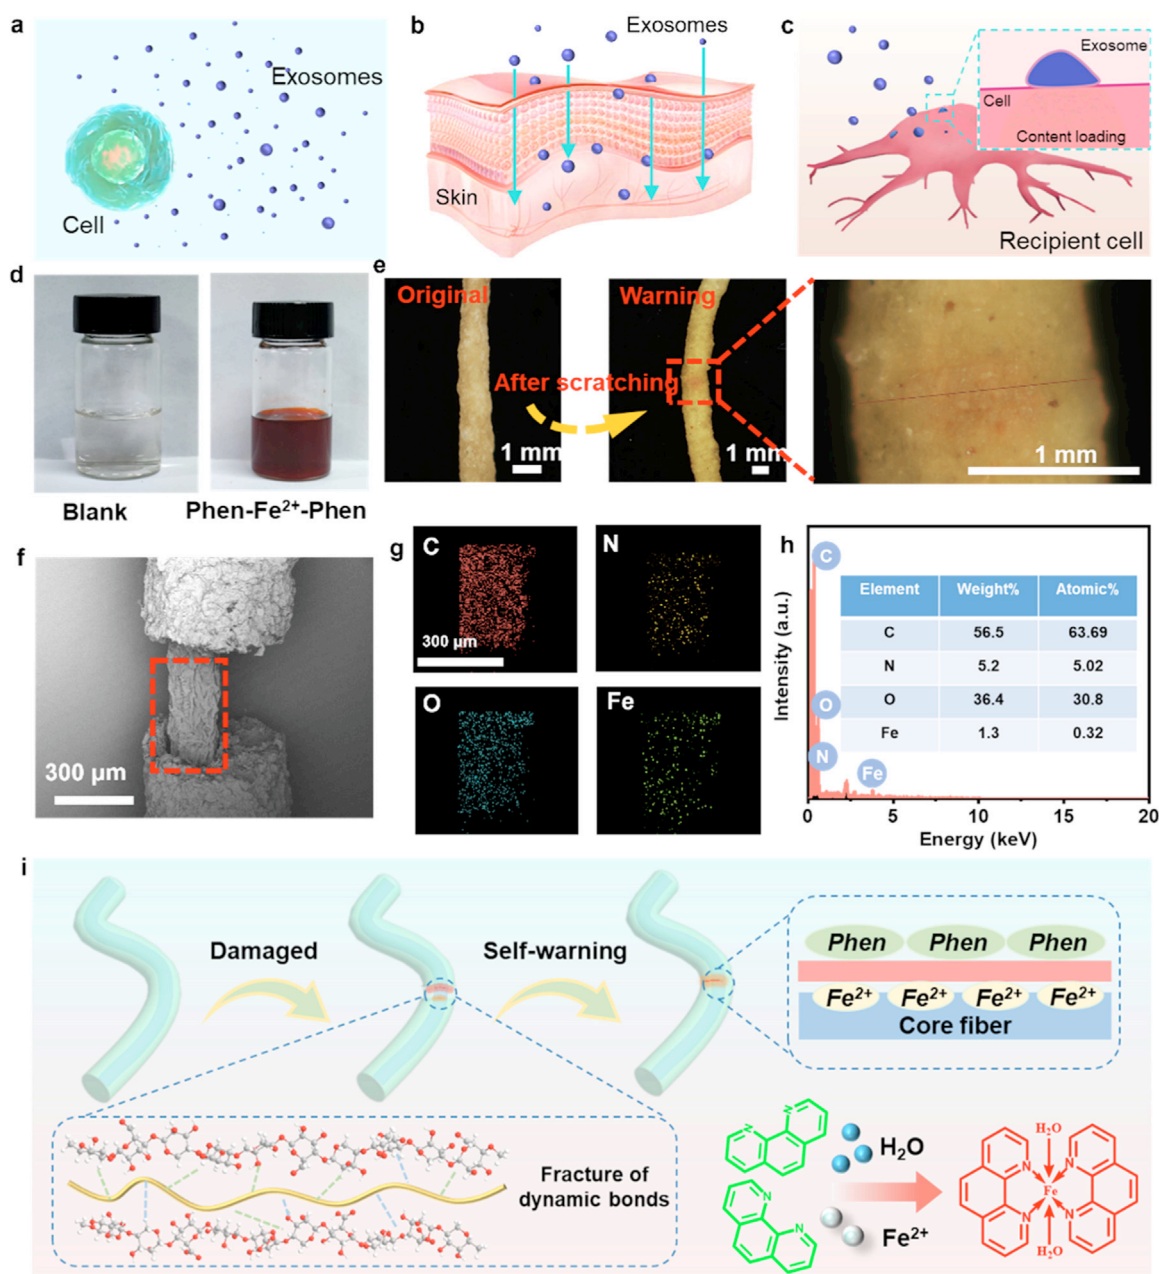 a
Exosomes
Cell
b
Exosomes
Skin
c
Exosome
Cell
Content loading
Recipient cell
d
Blank
Phen-Fe²⁺-Phen
e
Original
After scratching
1 mm
Warning
1 mm
1 mm
f
300 μm
g
C
300 μm
N
O
Fe
h
Intensity (a.u.)
C
O
N
Fe
Element Weight% Atomic%
C 56.5 63.69
N 5.2 5.02
O 36.4 30.8
Fe 1.3 0.32
0 5 10 15 20
Energy (keV)
i
Damaged
Self-warning
Phen Phen Phen
Fe²⁺ Fe²⁺ Fe²⁺ Fe²⁺
Core fiber
Fracture of
dynamic bonds
N
N
N
N
H₂O
Fe²⁺
H₂O
N N
Fe
N N
H₂O